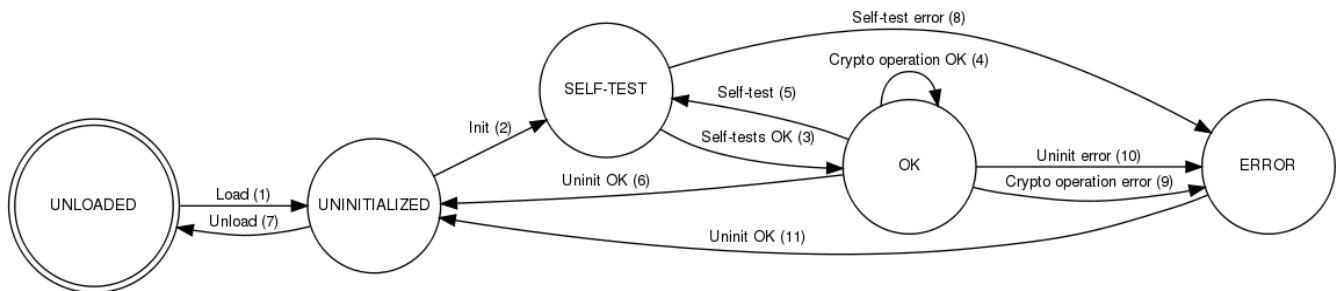 Self-test error (8)
Crypto operation OK (4)
SELF-TEST
Self-test (5)
Init (2)
Self-tests OK (3)
OK
Uninit error (10)
ERROR
Uninit OK (6)
Crypto operation error (9)
UNLOADED
Load (1)
UNINITIALIZED
Unload (7)
Uninit OK (11)